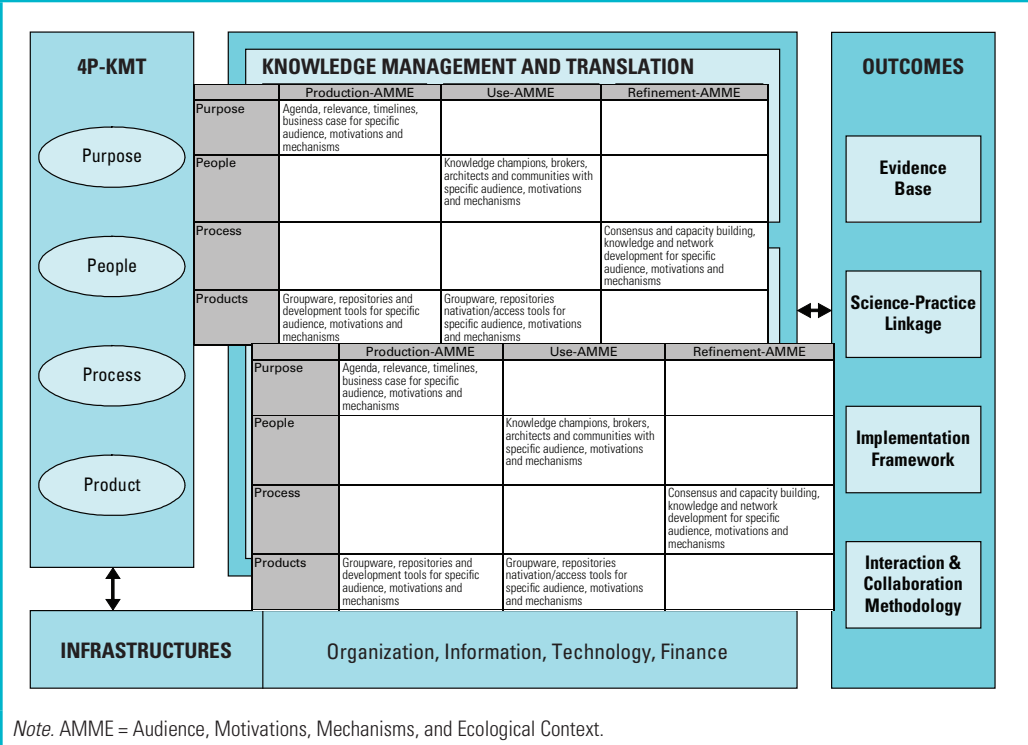 4P-KMT
Purpose
People
Process
Product
KNOWLEDGE MANAGEMENT AND TRANSLATION
Production-AMME Use-AMME Refinement-AMME
Purpose
Agenda, relevance, timelines,
business case for specific
audience, motivations and
mechanisms
People
Knowledge champions, brokers,
architects and communities with
specific audience, motivations
and mechanisms
Process
Consensus and capacity building,
knowledge and network
development for specific
audience, motivations and
mechanisms
Products
Groupware, repositories and
development tools for specific
audience, motivations and
mechanisms
Groupware, repositories
nativation/access tools for
specific audience, motivations
and mechanisms
Production-AMME Use-AMME Refinement-AMME
Purpose
Agenda, relevance, timelines,
business case for specific
audience, motivations and
mechanisms
People
Knowledge champions, brokers,
architects and communities with
specific audience, motivations
and mechanisms
Process
Consensus and capacity building,
knowledge and network
development for specific
audience, motivations and
mechanisms
Products
Groupware, repositories and
development tools for specific
audience, motivations and
mechanisms
Groupware, repositories
nativation/access tools for
specific audience, motivations
and mechanisms
OUTCOMES
Evidence
Base
Science-Practice
Linkage
Implementation
Framework
Interaction &
Collaboration
Methodology
INFRASTRUCTURES
Organization, Information, Technology, Finance
Note. AMME = Audience, Motivations, Mechanisms, and Ecological Context.